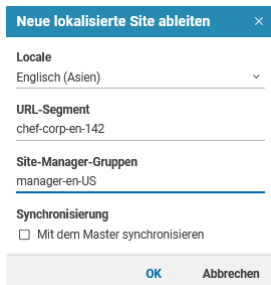 Neue lokalisierte Site ableiten
Locale
Englisch (Asien)
URL-Segment
chef-corp-en-142
Site-Manager-Gruppen
manager-en-US
Synchronisierung
Mit dem Master synchronisieren
OK Abbrechen